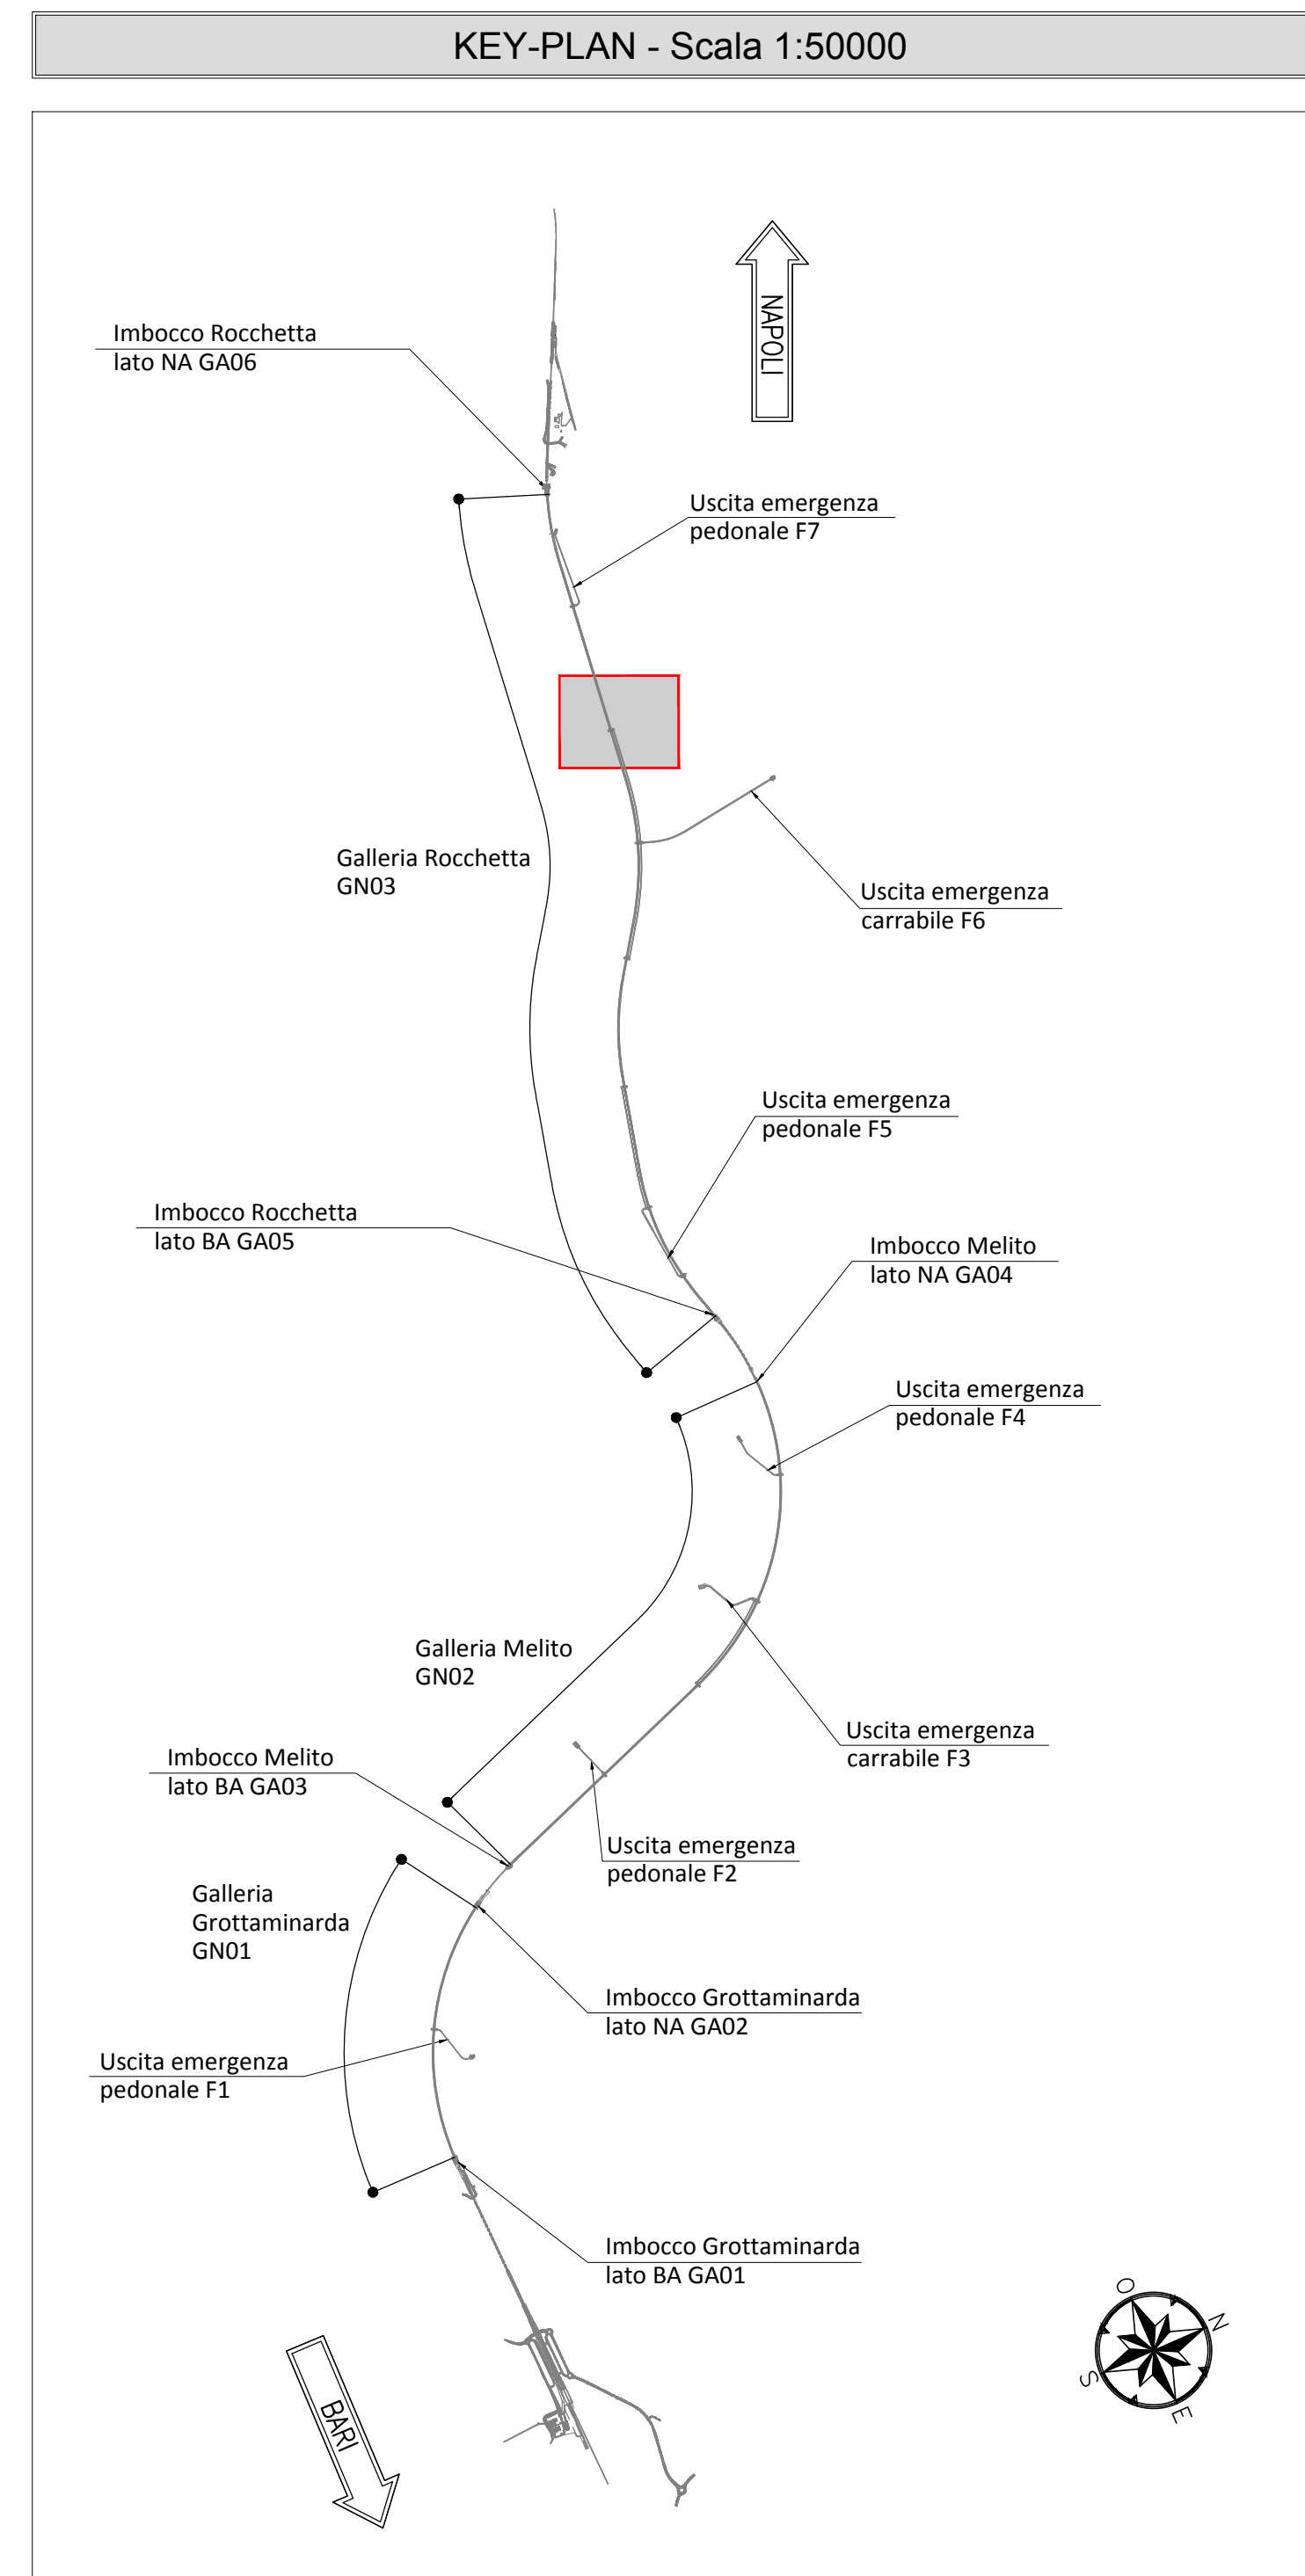 KEY-PLAN - Scala 1:50000
NAPOLI
Imbocco Rocchetta
lato NA GA06
Uscita emergenza
pedonale F7
Galleria Rocchetta
GN03
Uscita emergenza
carrabile F6
Uscita emergenza
pedonale F5
Imbocco Rocchetta
lato BA GA05
Imbocco Melito
lato NA GA04
Uscita emergenza
pedonale F4
Galleria Melito
GN02
Uscita emergenza
carrabile F3
Imbocco Melito
lato BA GA03
Uscita emergenza
pedonale F2
Galleria
Grottaminarda
GN01
Imbocco Grottaminarda
lato NA GA02
Uscita emergenza
pedonale F1
Imbocco Grottaminarda
lato BA GA01
O
N
S
E
BARI